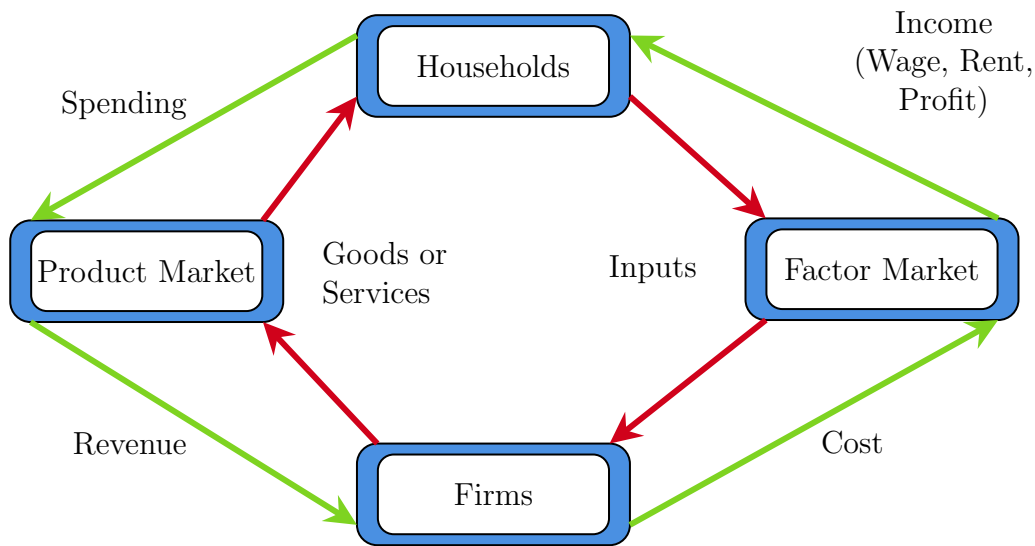 Households
Income
(Wage, Rent,
Profit)
Spending
Product Market
Goods or
Services
Inputs
Factor Market
Revenue
Firms
Cost